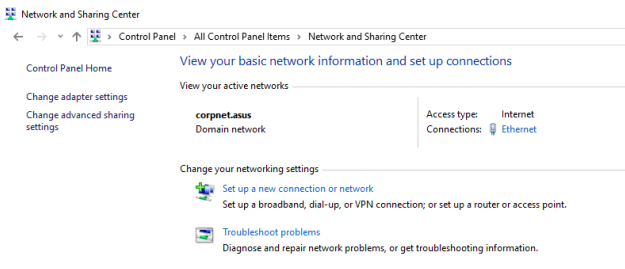 Network and Sharing Center
Control Panel > All Control Panel Items > Network and Sharing Center
Control Panel Home
Change adapter settings
Change advanced sharing
settings
View your basic network information and set up connections
View your active networks
corpnet.asus
Domain network
Access type: Internet
Connections: Ethernet
Change your networking settings
Set up a new connection or network
Set up a broadband, dial-up, or VPN connection; or set up a router or access point.
Troubleshoot problems
Diagnose and repair network problems, or get troubleshooting information.